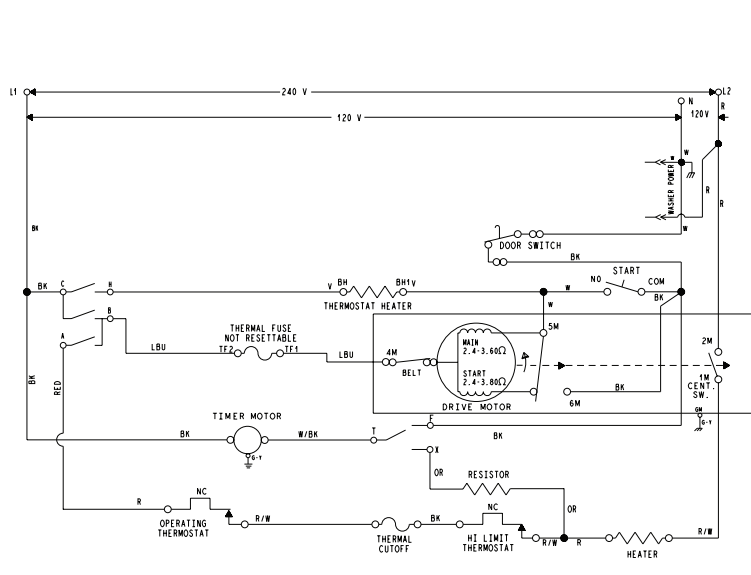 L1
240 V
L2
N
R
120 V
120V
W
W
WASHER POWER
R
R
BK
W
DOOR SWITCH
BK
START
NO
COM
BK
C
H
V
BH
BH1
V
W
BK
THERMOSTAT HEATER
W
B
A
THERMAL FUSE
NOT RESETTABLE
5M
MAIN
2.4-3.60Ω
2M
LBU
TF2
TF1
LBU
4M
BELT
START
2.4-3.80Ω
1M
CENT.
SW.
BK
RED
BK
6M
DRIVE MOTOR
GM
G-Y
TIMER MOTOR
F
BK
W/BK
T
BK
G-Y
X
OR
RESISTOR
NC
R
OPERATING
THERMOSTAT
R/W
THERMAL
CUTOFF
BK
NC
HI LIMIT
THERMOSTAT
OR
R/W
R
HEATER
R/W